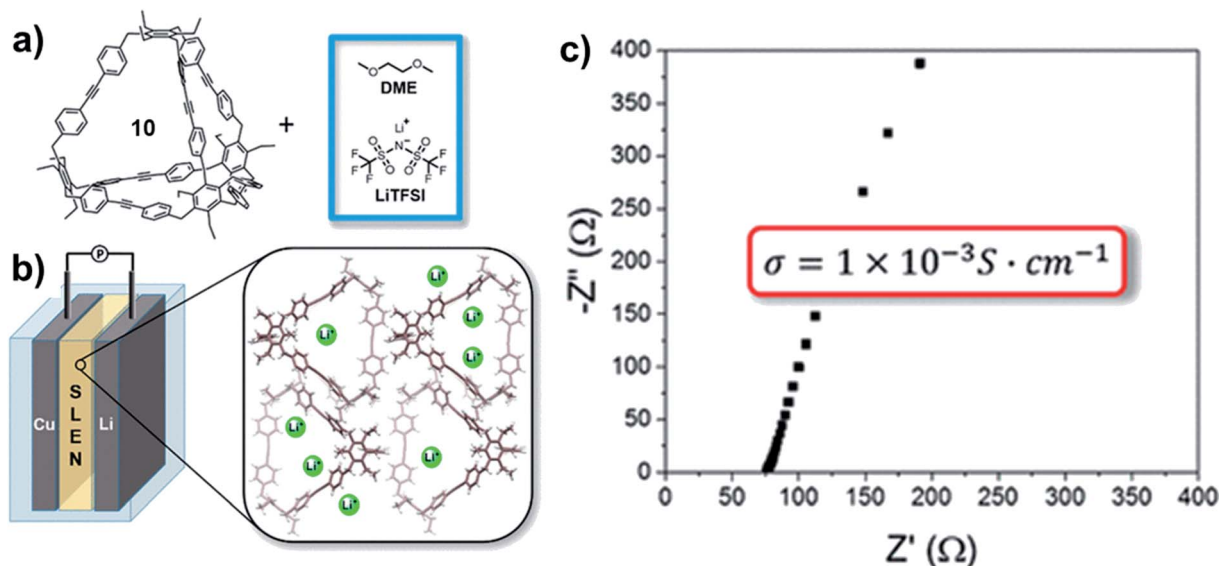 a)
10
+
DME
Li⁺
O
O
N⁻
LiTFSI
O
O
F
F
F
S
S
F
F
F
O
O
b)
P
Cu
SLEN
Li
Li⁺
Li⁺
Li⁺
Li⁺
Li⁺
Li⁺
Li⁺
Li⁺
c)
-Z" (Ω)
400
350
300
250
200
150
100
50
0
σ = 1 × 10⁻³S · cm⁻¹
0
50
100
150
200
250
300
350
400
Z' (Ω)